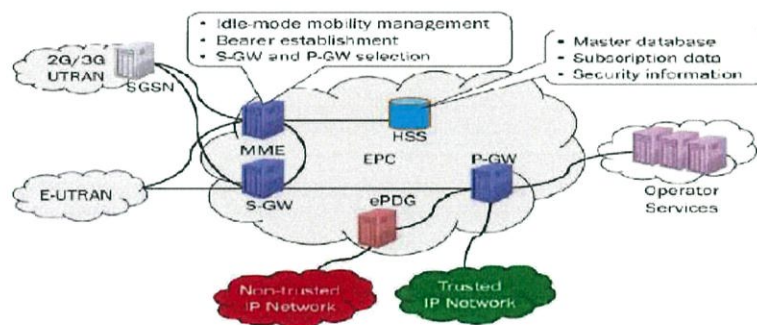 • Idle-mode mobility management
• Bearer establishment
• S-GW and P-GW selection
• Master database
• Subscription data
• Security information
2G/3G
UTRAN
SGSN
MME
HSS
EPC
P-GW
E-UTRAN
S-GW
ePDG
Operator
Services
Non-trusted
IP Network
Trusted
IP Network